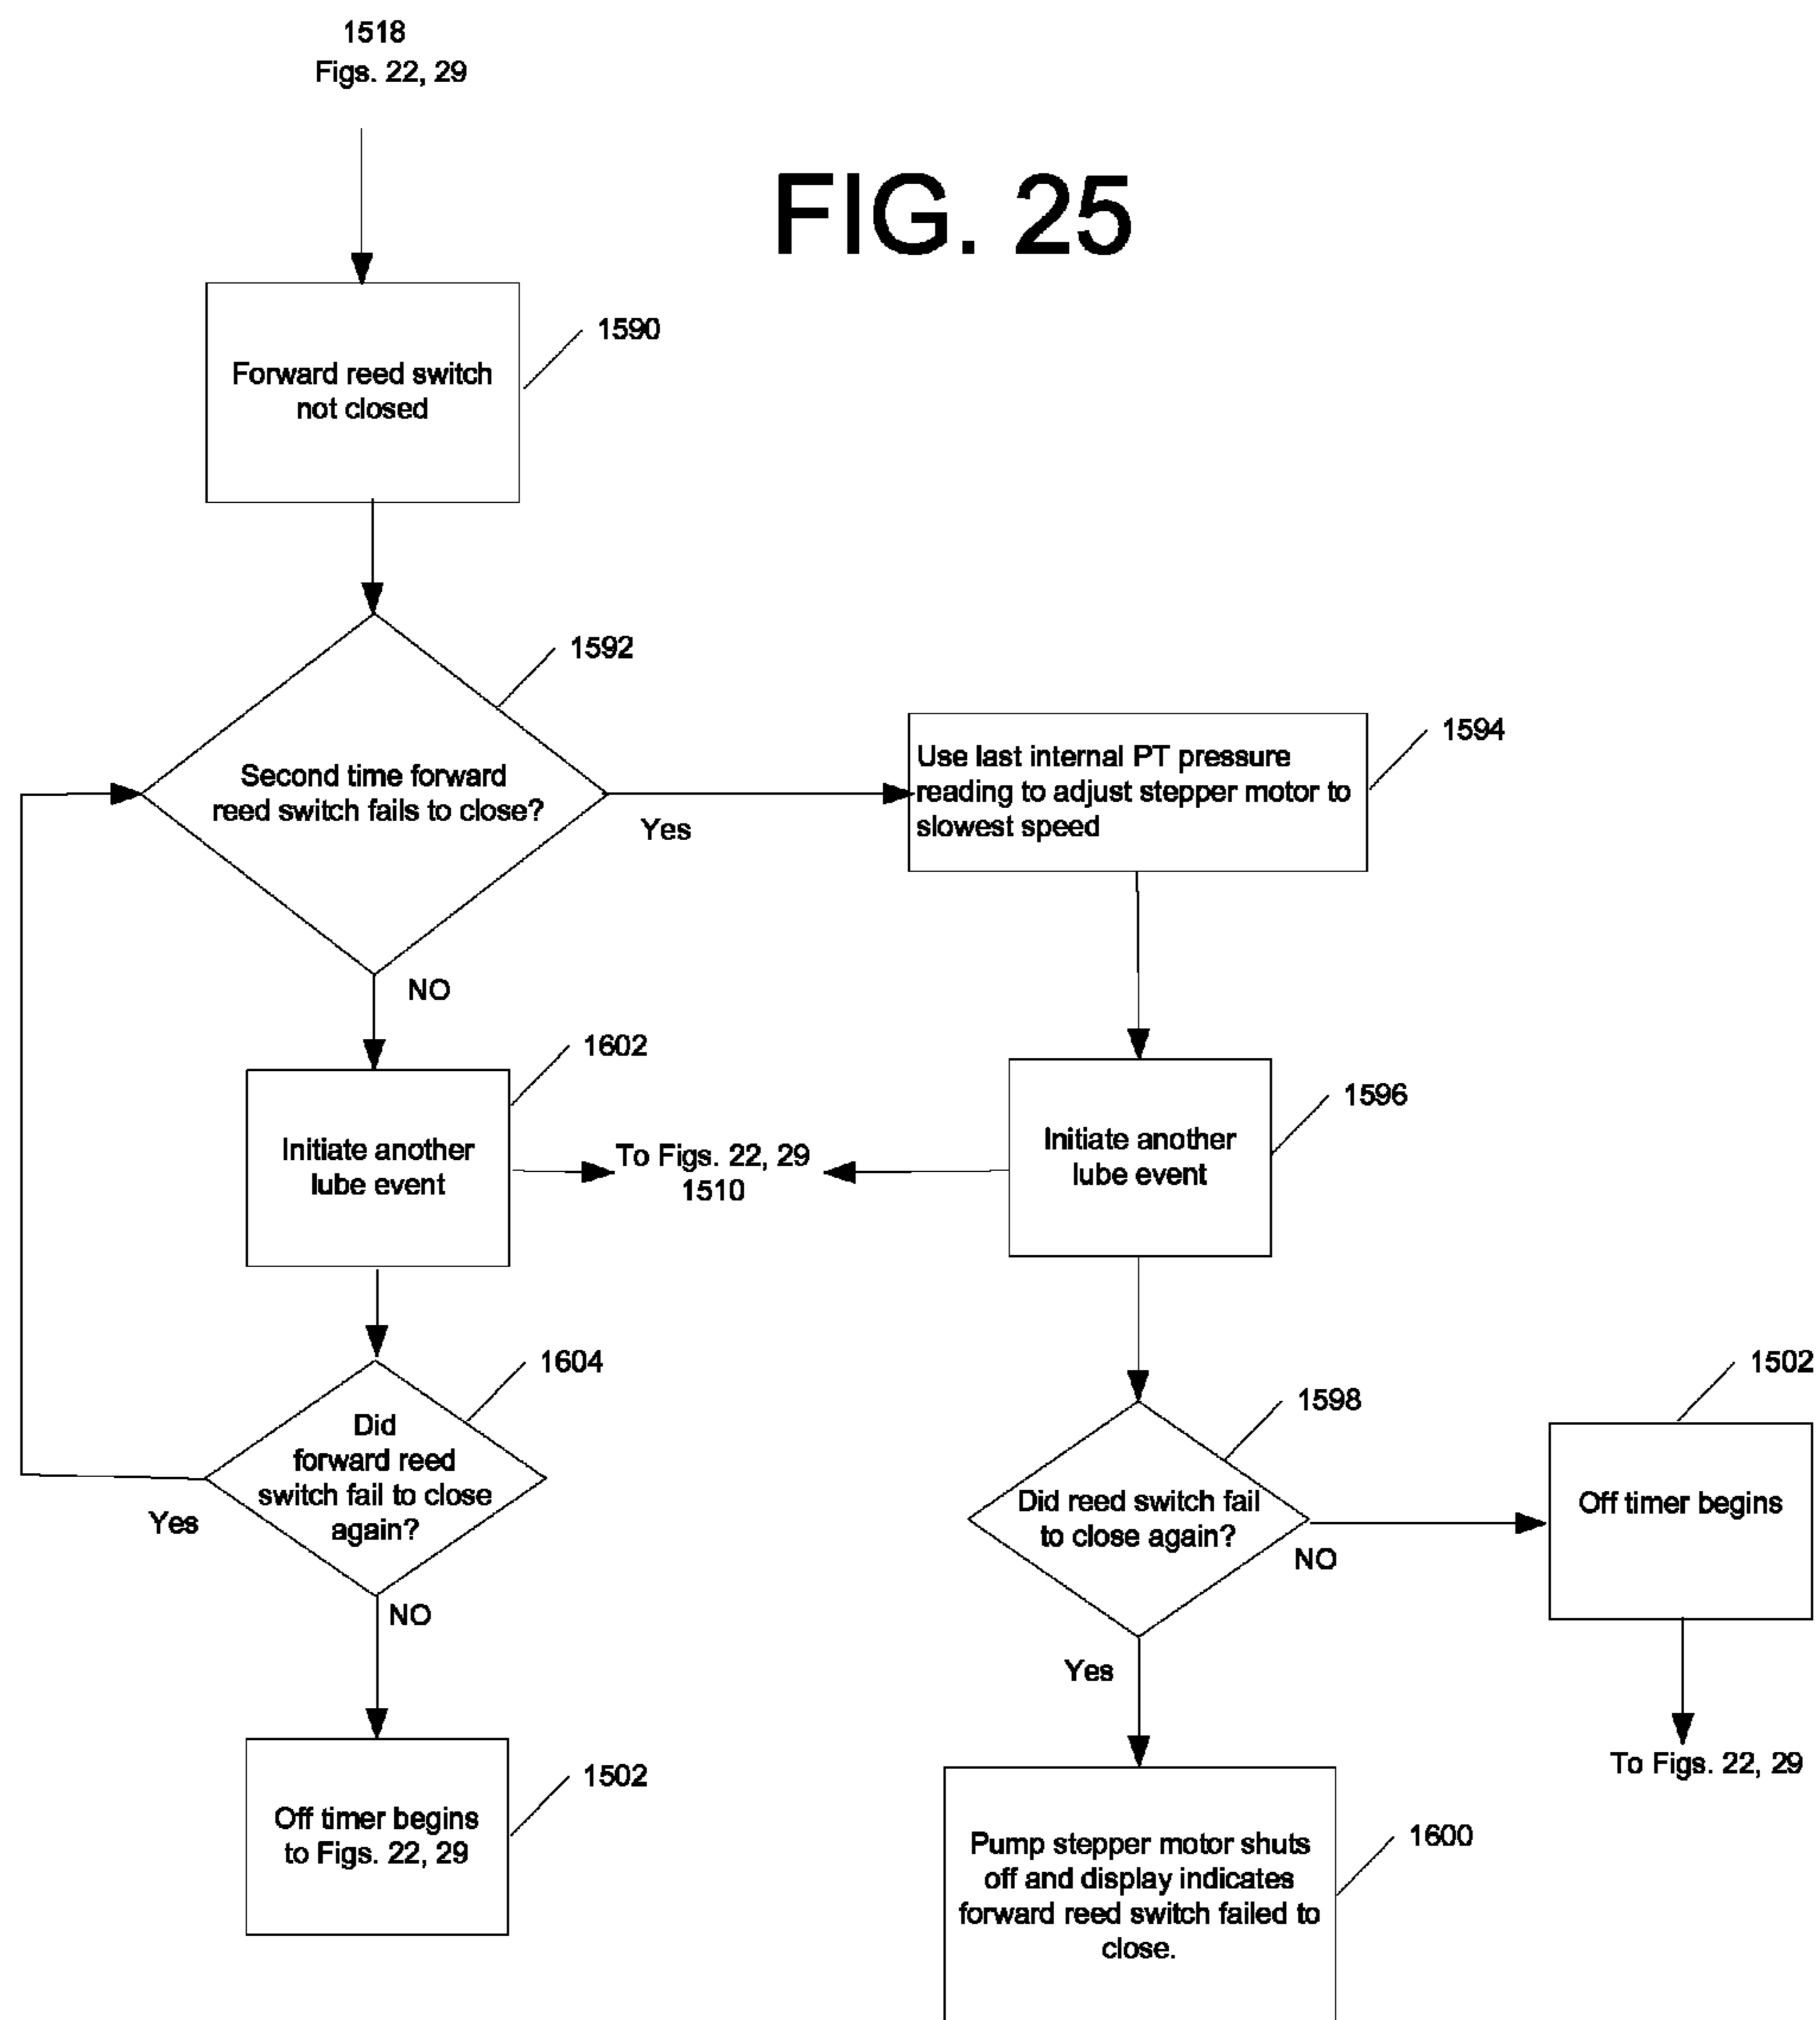 1518
Figs. 22, 29
FIG. 25
1590
Forward reed switch
not closed
1592
Second time forward
reed switch fails to close?
Yes
1594
Use last internal PT pressure
reading to adjust stepper motor to
slowest speed
NO
1602
Initiate another
lube event
To Figs. 22, 29
1510
1596
Initiate another
lube event
1604
Did
forward reed
switch fail to close
again?
Yes
NO
1598
Did reed switch fail
to close again?
NO
Yes
1502
Off timer begins
To Figs. 22, 29
1502
Off timer begins
to Figs. 22, 29
1600
Pump stepper motor shuts
off and display indicates
forward reed switch failed to
close.